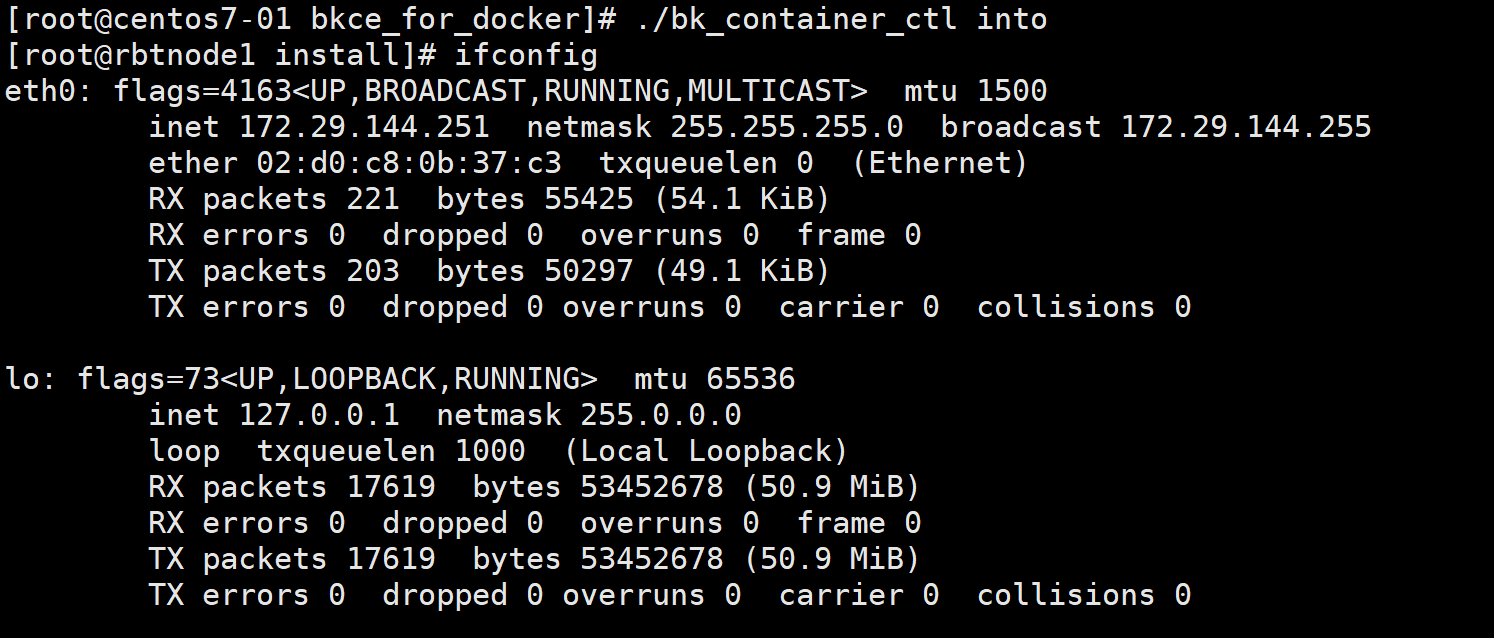 [root@centos7-01 bkce_for_docker]# ./bk_container_ctl into
[root@rbtnode1 install]# ifconfig
eth0: flags=4163<UP,BROADCAST,RUNNING,MULTICAST>  mtu 1500
        inet 172.29.144.251  netmask 255.255.255.0  broadcast 172.29.144.255
        ether 02:d0:c8:0b:37:c3  txqueuelen 0  (Ethernet)
        RX packets 221  bytes 55425 (54.1 KiB)
        RX errors 0  dropped 0  overruns 0  frame 0
        TX packets 203  bytes 50297 (49.1 KiB)
        TX errors 0  dropped 0 overruns 0  carrier 0  collisions 0

lo: flags=73<UP,LOOPBACK,RUNNING>  mtu 65536
        inet 127.0.0.1  netmask 255.0.0.0
        loop  txqueuelen 1000  (Local Loopback)
        RX packets 17619  bytes 53452678 (50.9 MiB)
        RX errors 0  dropped 0  overruns 0  frame 0
        TX packets 17619  bytes 53452678 (50.9 MiB)
        TX errors 0  dropped 0 overruns 0  carrier 0  collisions 0